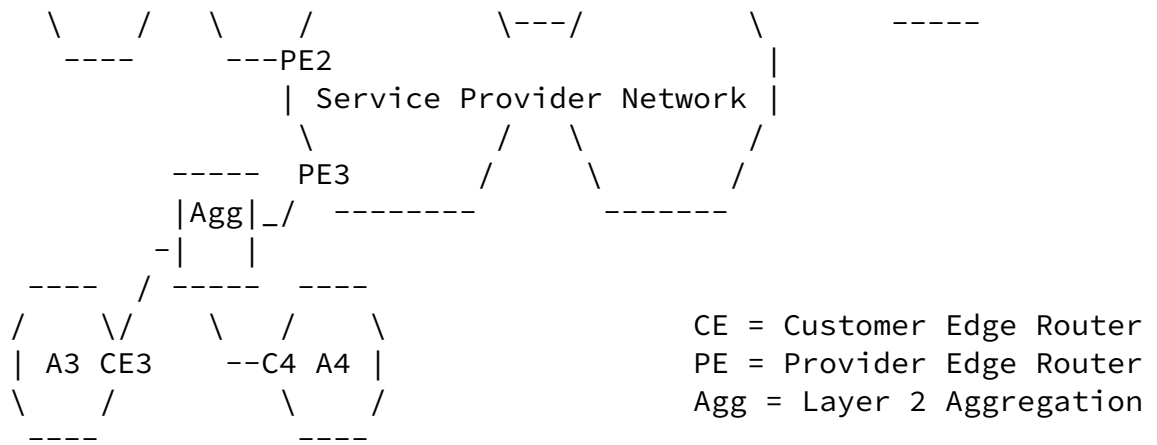 \     /   \     /            \---/           \        -----
 ----      ---PE2                             |
              | Service Provider Network |
               \            /   \          /
        -----  PE3         /     \        /
        |Agg|_/  --------       -------
       -|    |
 ----  / -----  ----
/    \/     \   /    \                CE = Customer Edge Router
| A3 CE3    --C4 A4 |                PE = Provider Edge Router
\    /          \    /                Agg = Layer 2 Aggregation
 ----            ----